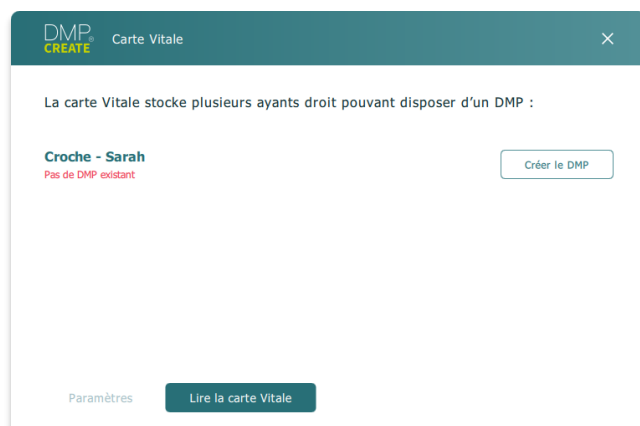 DMP®
CREATE
Carte Vitale
La carte Vitale stocke plusieurs ayants droit pouvant disposer d’un DMP :
Croche - Sarah
Pas de DMP existant
Créer le DMP
Paramètres
Lire la carte Vitale